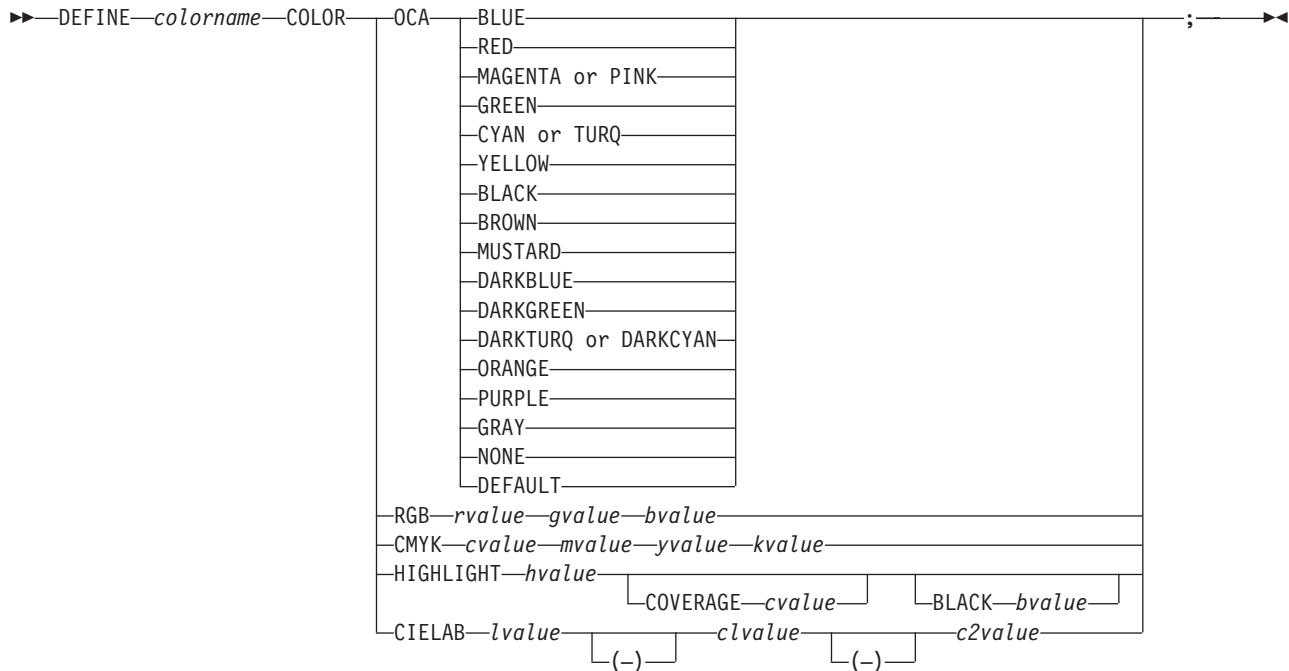 DEFINE colorname COLOR OCA BLUE ;
RED
MAGENTA or PINK
GREEN
CYAN or TURQ
YELLOW
BLACK
BROWN
MUSTARD
DARKBLUE
DARKGREEN
DARKTURQ or DARKCYAN
ORANGE
PURPLE
GRAY
NONE
DEFAULT
RGB rvalue gvalue bvalue
CMYK cvalue mvalue yvalue kvalue
HIGHLIGHT hvalue
COVERAGE cvalue BLACK bvalue
CIELAB lvalue clvalue c2value
(–) (–)